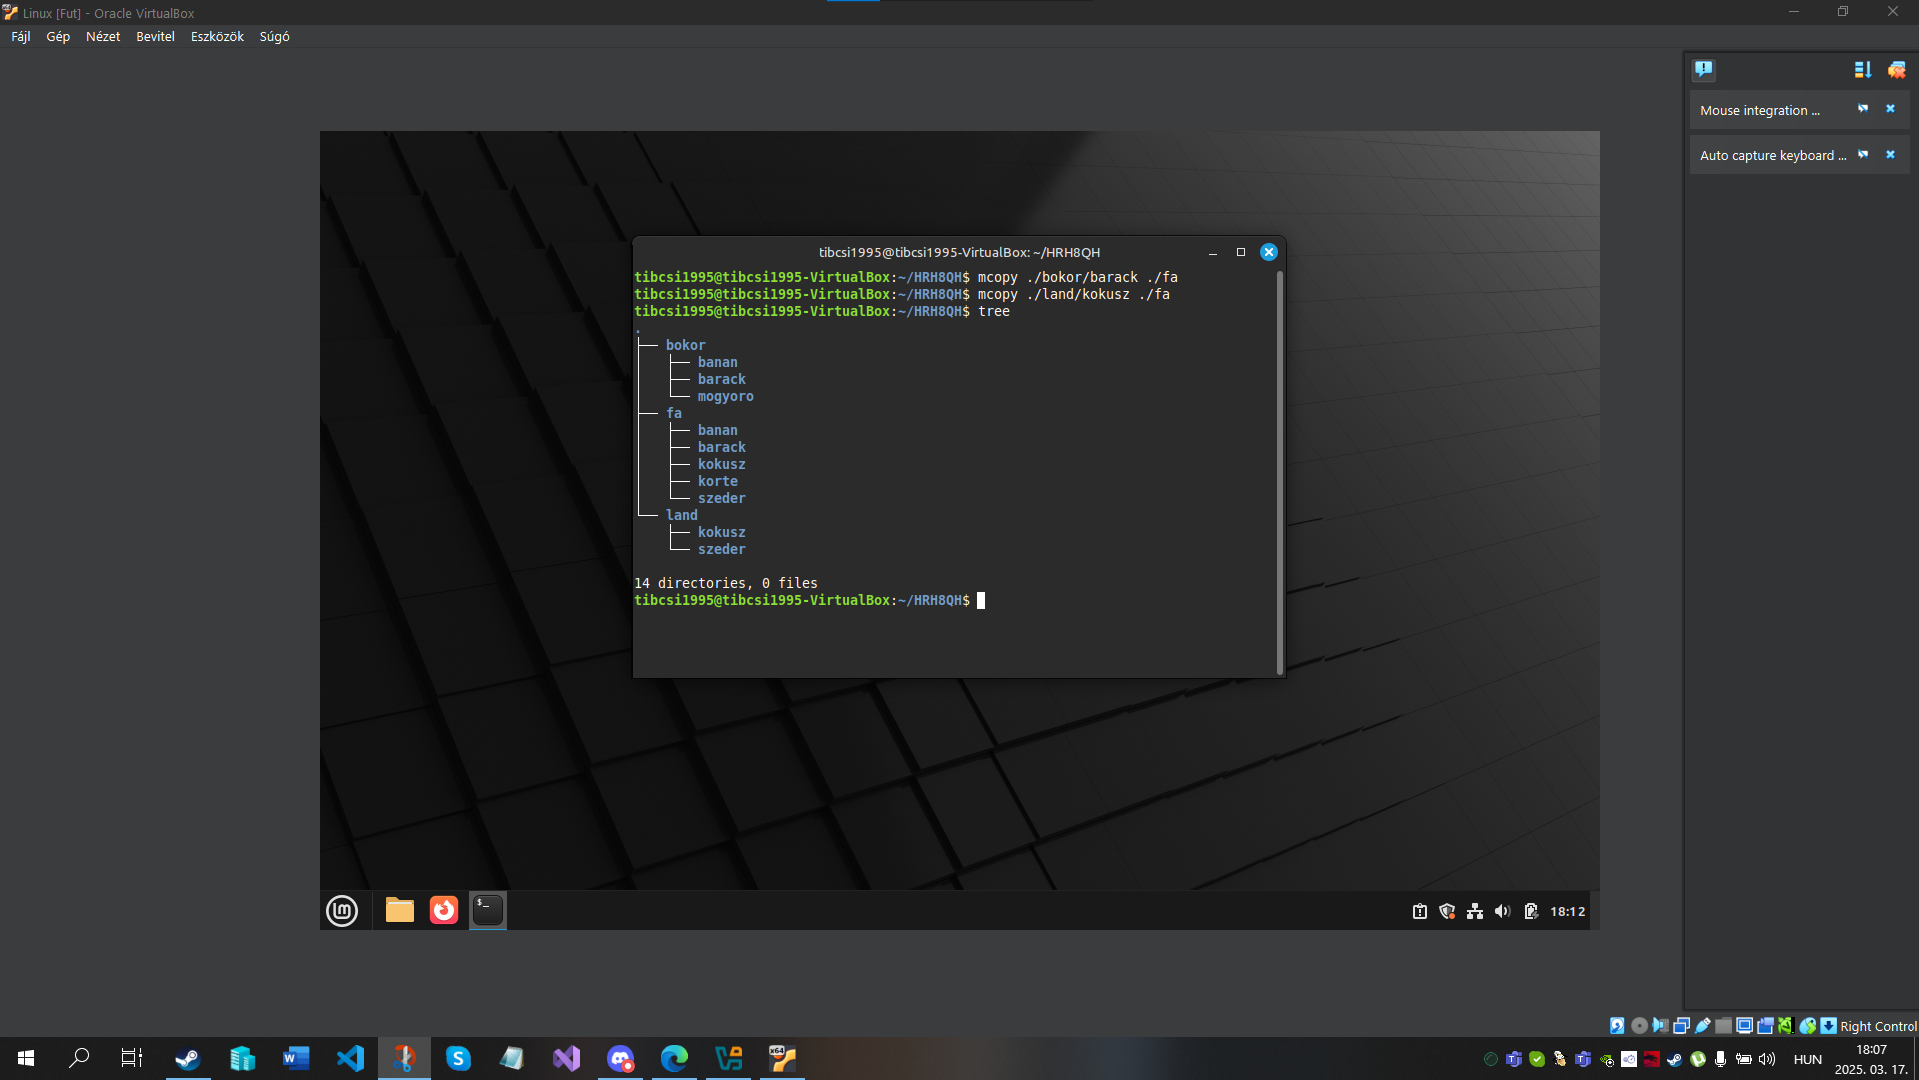 Linux [Fut] - Oracle VirtualBox
Fájl Gép Nézet Bevitel Eszközök Súgó
Mouse integration ...
Auto capture keyboard ...
tibcsi1995@tibcsi1995-VirtualBox: ~/HRH8QH
tibcsi1995@tibcsi1995-VirtualBox:~/HRH8QH$ mcopy ./bokor/barack ./fa
tibcsi1995@tibcsi1995-VirtualBox:~/HRH8QH$ mcopy ./land/kokusz ./fa
tibcsi1995@tibcsi1995-VirtualBox:~/HRH8QH$ tree
.
├── bokor
│   ├── banan
│   ├── barack
│   └── mogyoro
├── fa
│   ├── banan
│   ├── barack
│   ├── kokusz
│   ├── korte
│   └── szeder
└── land
    ├── kokusz
    └── szeder
14 directories, 0 files
tibcsi1995@tibcsi1995-VirtualBox:~/HRH8QH$
18:12
Right Control
HUN
18:07
2025. 03. 17.